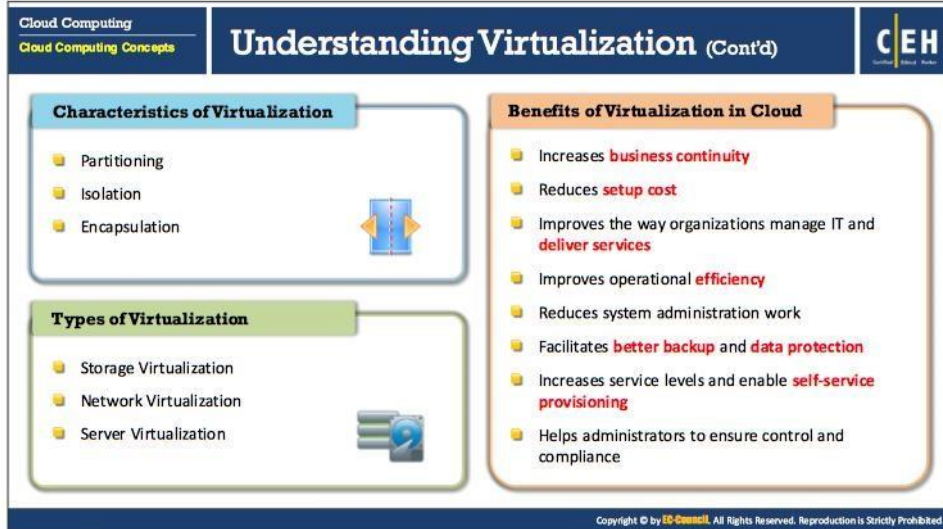 Cloud Computing
Cloud Computing Concepts
Understanding Virtualization (Cont'd)
CEH
Certified Ethical Hacker
Characteristics of Virtualization
Partitioning
Isolation
Encapsulation
Types of Virtualization
Storage Virtualization
Network Virtualization
Server Virtualization
Benefits of Virtualization in Cloud
Increases business continuity
Reduces setup cost
Improves the way organizations manage IT and
deliver services
Improves operational efficiency
Reduces system administration work
Facilitates better backup and data protection
Increases service levels and enable self-service
provisioning
Helps administrators to ensure control and
compliance
Copyright © by EC-Council. All Rights Reserved. Reproduction is Strictly Prohibited